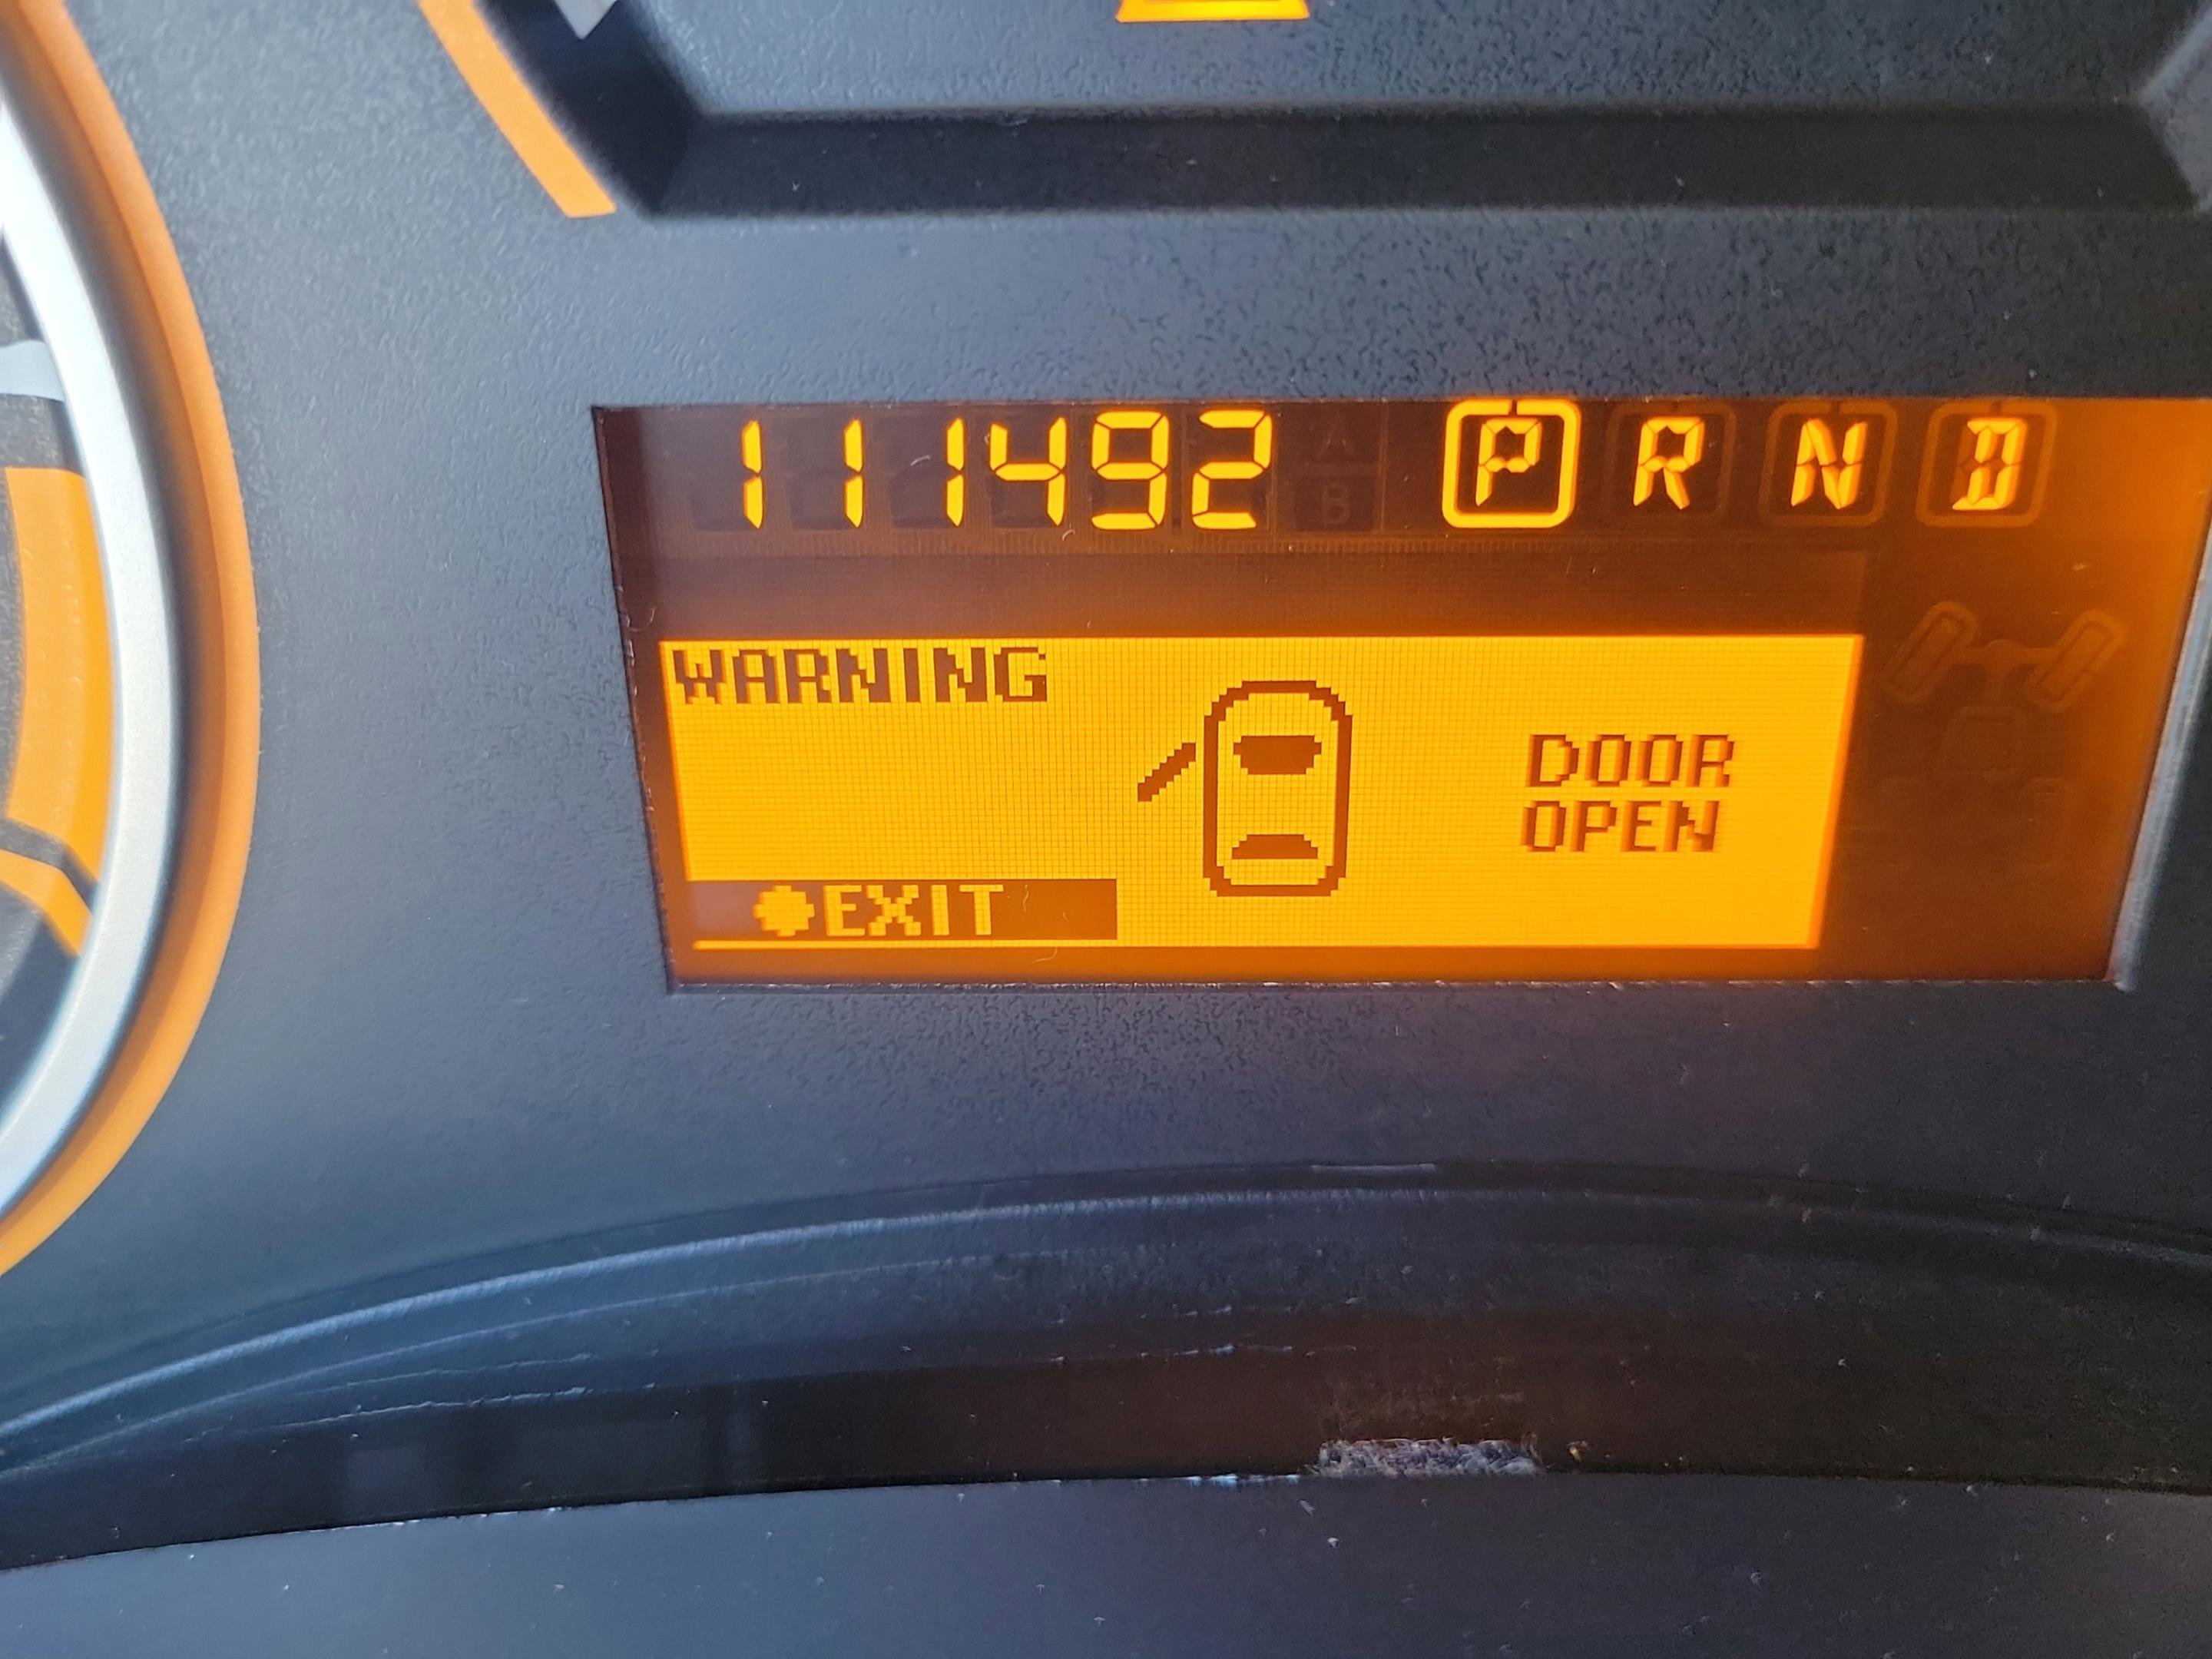 111492 P R N D
WARNING
DOOR
OPEN
EXIT